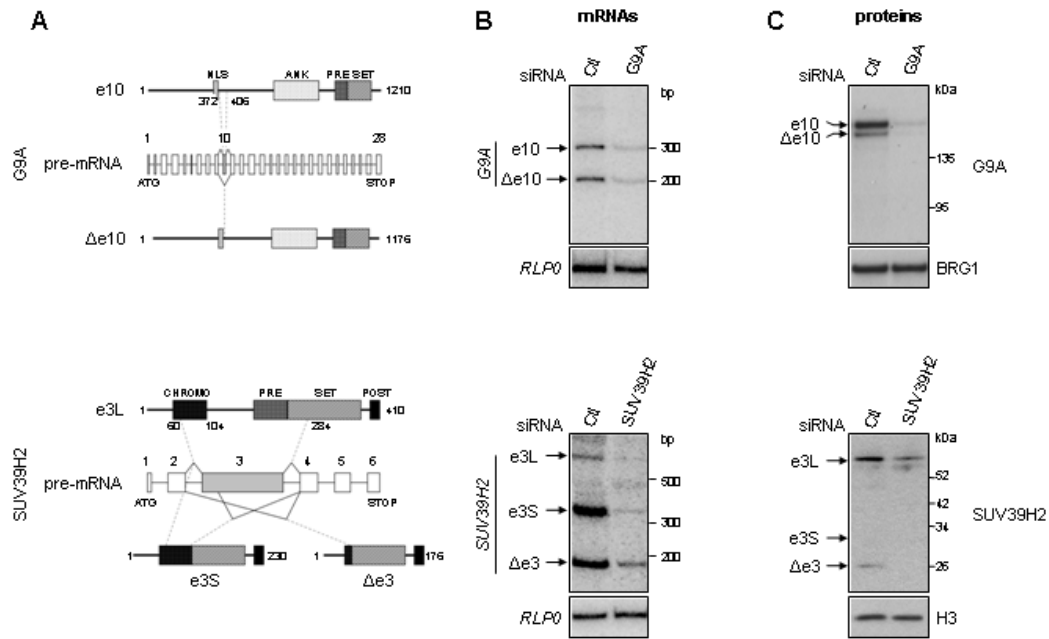 A
NLS ANK PRE SET
e10 1 1210
372 406
1 10 28
G9A pre-mRNA
ATG STOP
Δe10 1 1176
CHROMO PRE SET POST
e3L 1 410
60 104 284
1 2 3 4 5 6
SUV39H2 pre-mRNA
ATG STOP
1 230 1 176
e3S Δe3
B mRNAs
siRNA Ctl G9A
bp
G9A e10 300
Δe10 200
RLP0
siRNA Ctl SUV39H2
bp
SUV39H2 e3L
500
e3S
300
Δe3 200
RLP0
C proteins
siRNA Ctl G9A
kDa
e10
Δe10
135 G9A
95
BRG1
siRNA Ctl SUV39H2
kDa
e3L
52
42
34 SUV39H2
e3S
Δe3 26
H3